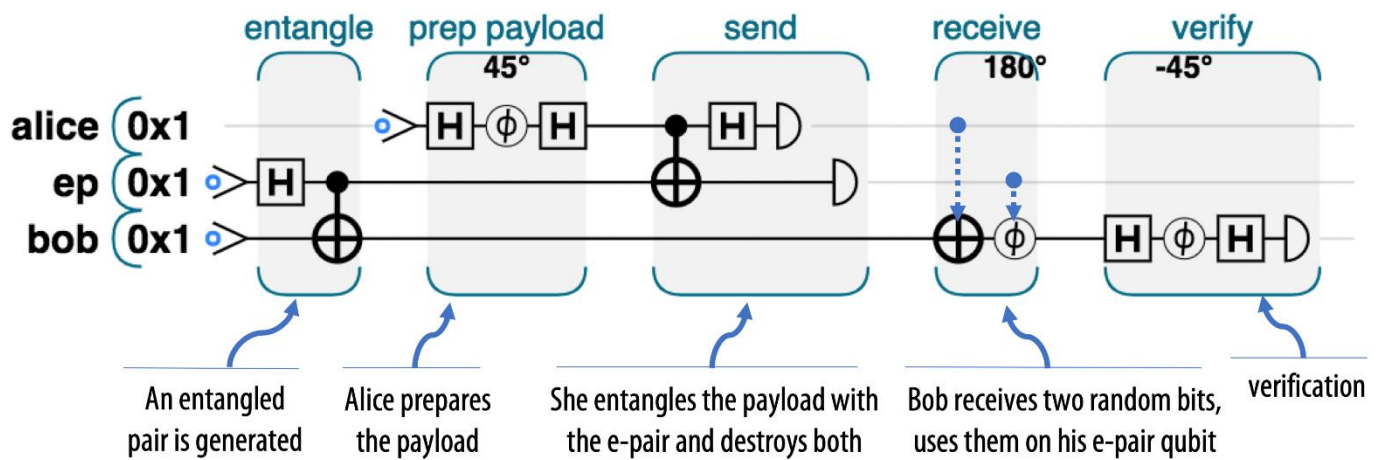 entangle prep payload send receive verify
45° 180° -45°
alice 0x1 H ϕ H H
ep 0x1 H
bob 0x1 ϕ H ϕ H
An entangled
pair is generated
Alice prepares
the payload
She entangles the payload with
the e-pair and destroys both
Bob receives two random bits,
uses them on his e-pair qubit
verification